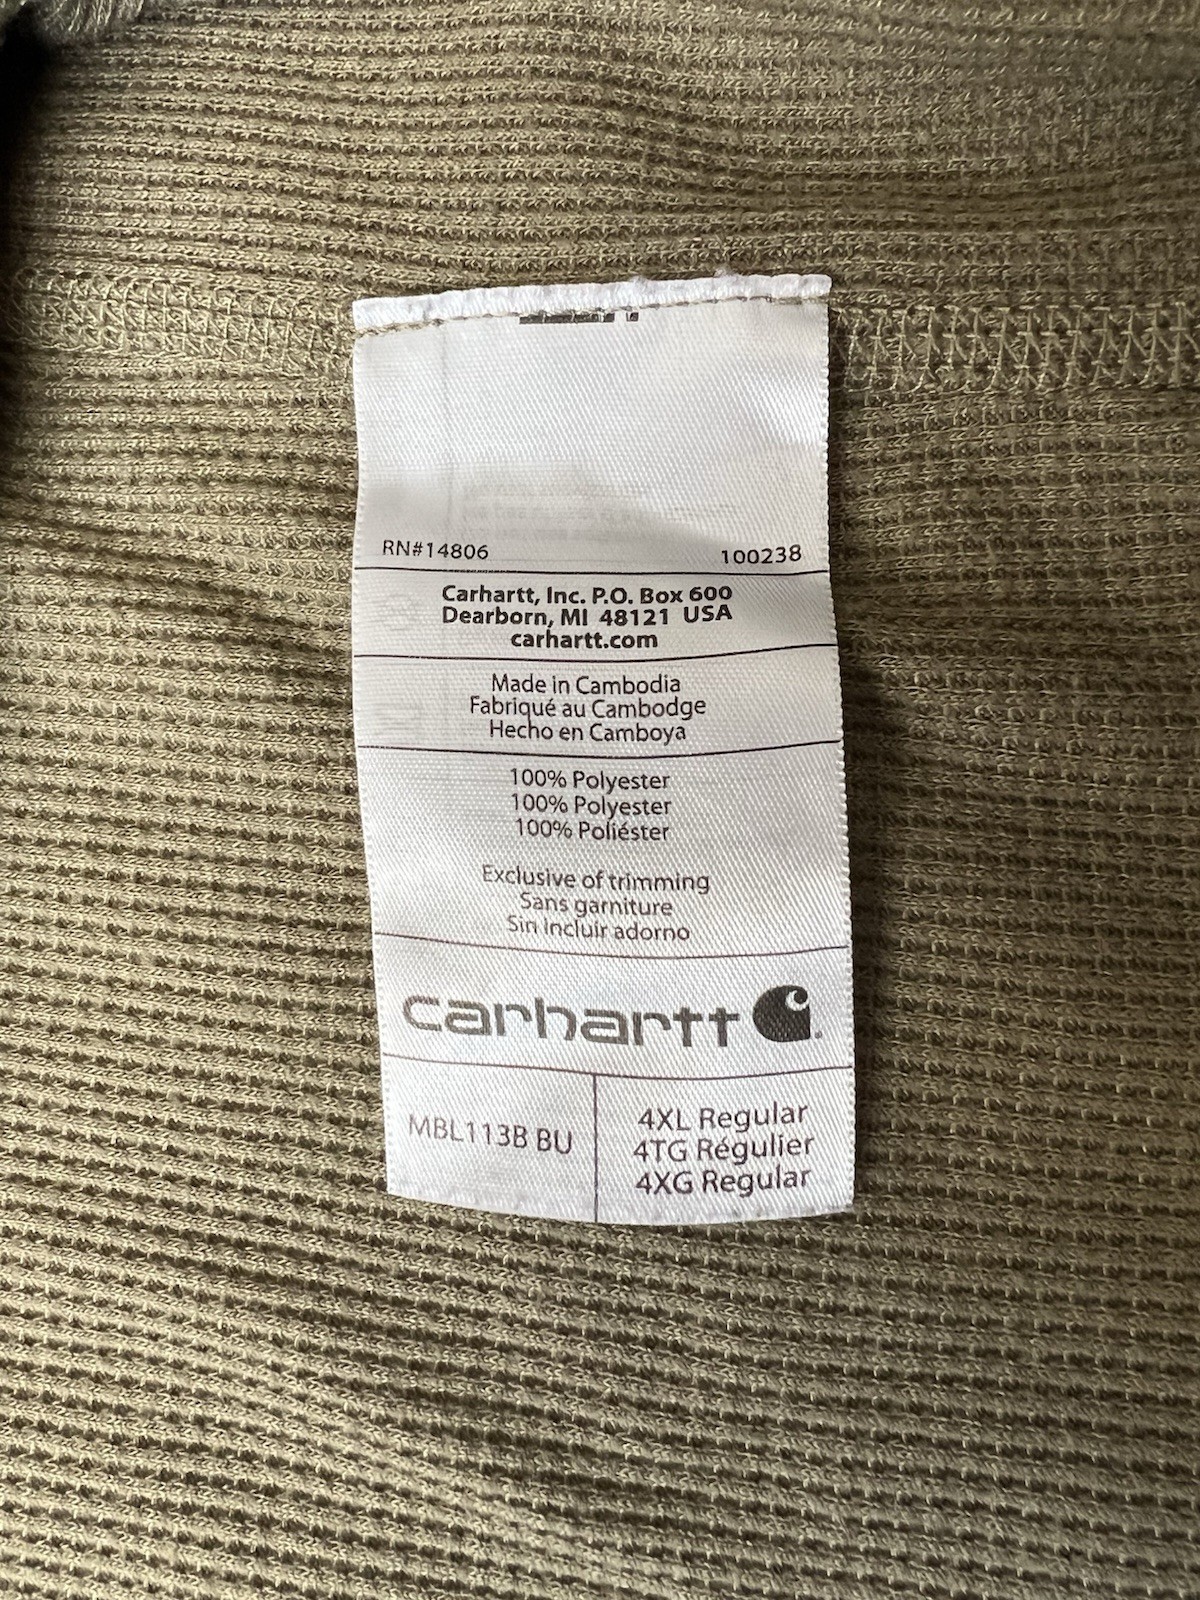 RN#14806 100238
Carhartt, Inc. P.O. Box 600
Dearborn, MI 48121 USA
carhartt.com
Made in Cambodia
Fabriqué au Cambodge
Hecho en Camboya
100% Polyester
100% Polyester
100% Poliéster
Exclusive of trimming
Sans garniture
Sin incluir adorno
carhartt
MBL113B BU
4XL Regular
4TG Régulier
4XG Regular